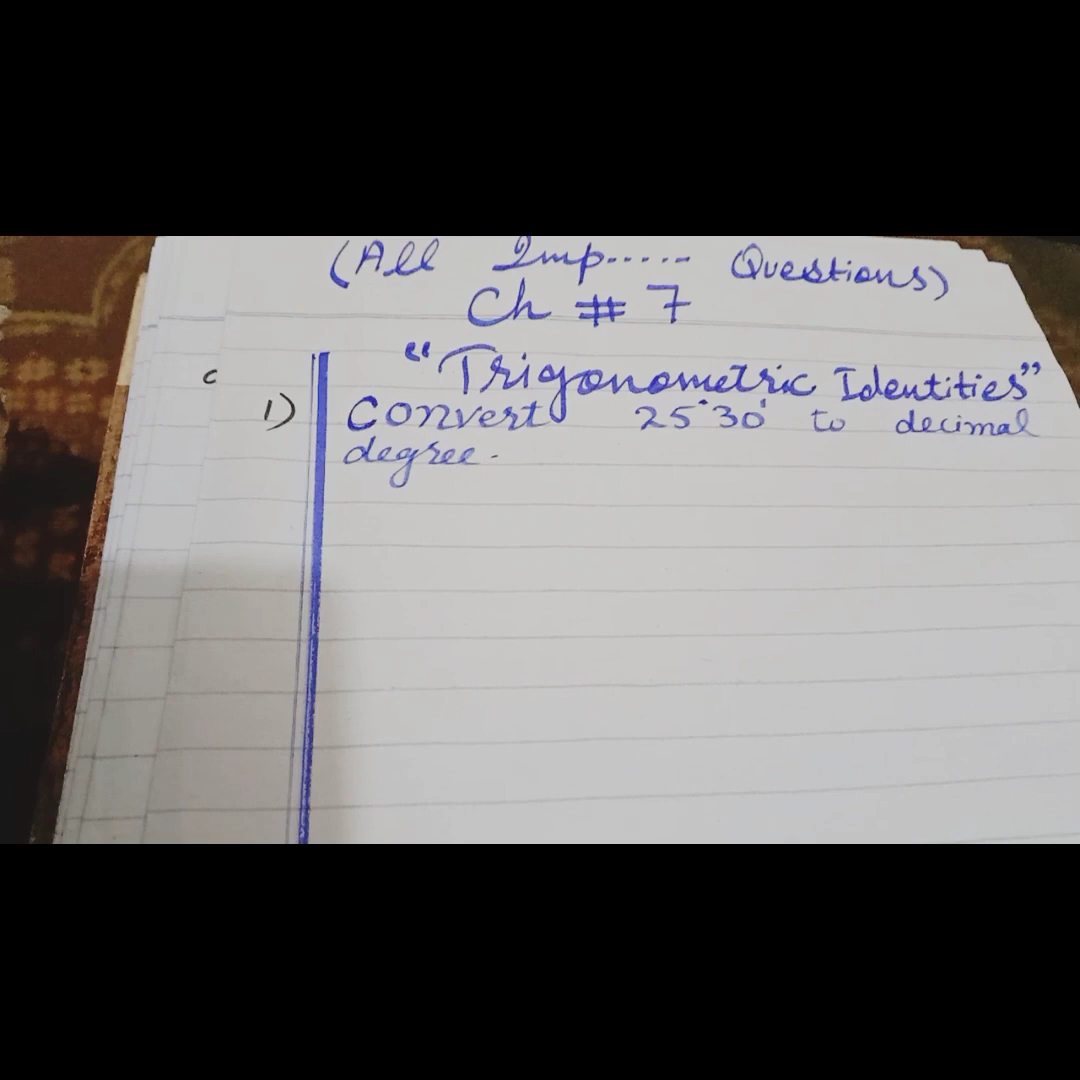 (All Imp..... Questions)
Ch # 7
"Trigonometric Identities"
c
1) Convert 25°30' to decimal
degree.